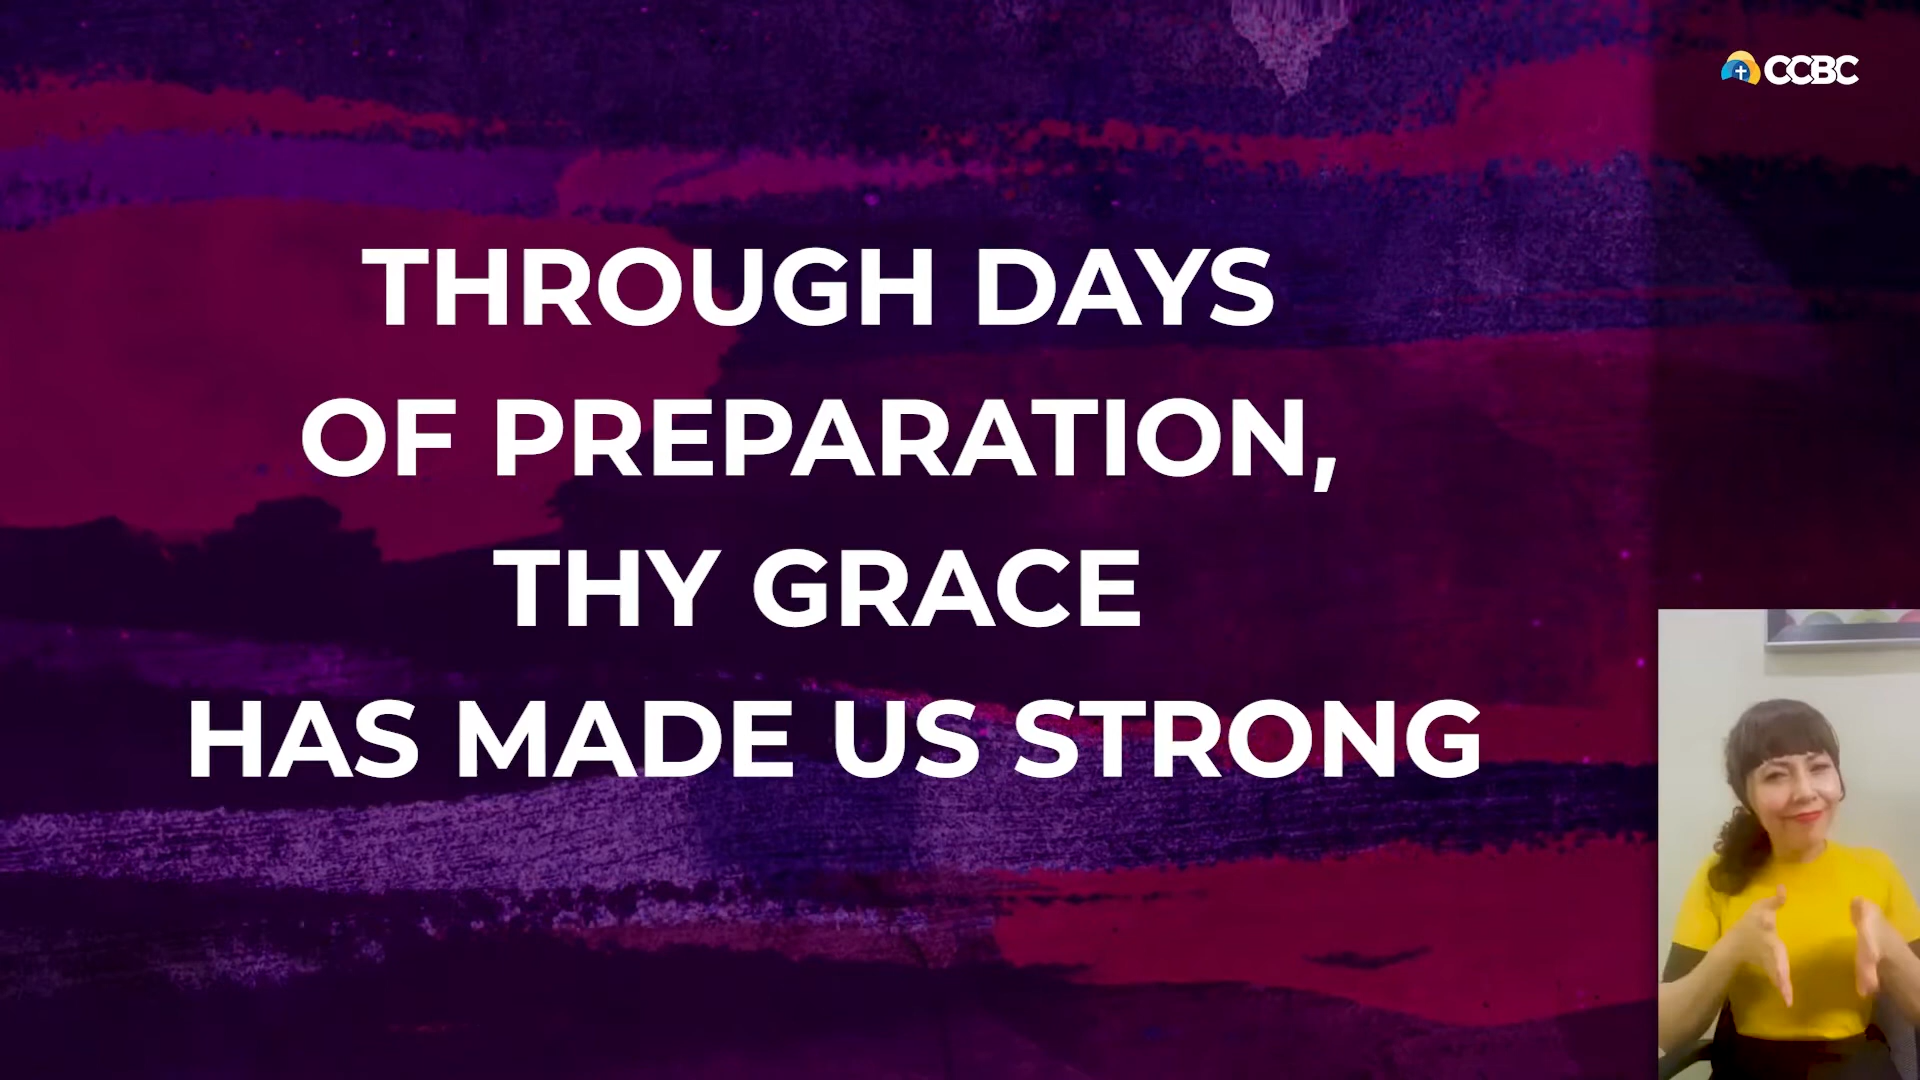 CCBC
THROUGH DAYS
OF PREPARATION,
THY GRACE
HAS MADE US STRONG